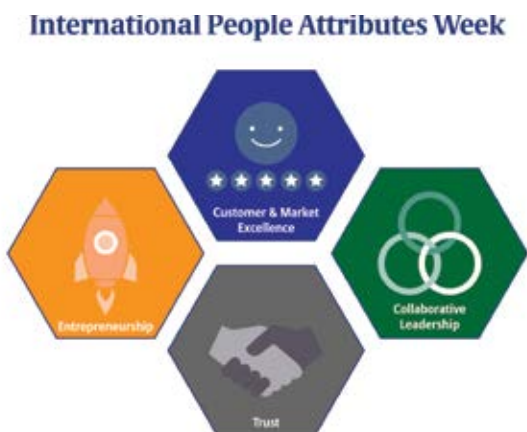 International People Attributes Week
Customer & Market
Excellence
Entrepreneurship
Collaborative
Leadership
Trust